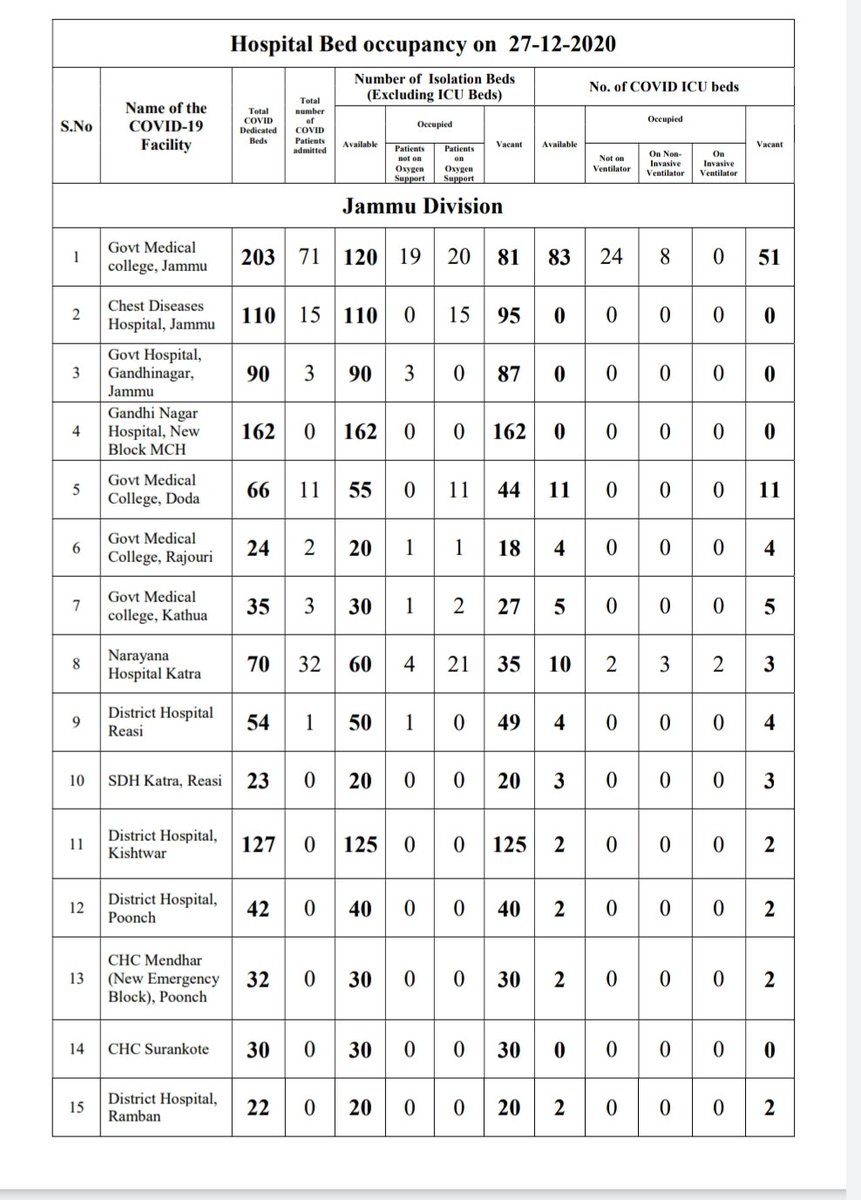 Hospital Bed occupancy on 27-12-2020
S.No
Name of the
COVID-19
Facility
Total
COVID
Dedicated
Beds
Total
number
of
COVID
Patients
admitted
Number of Isolation Beds
(Excluding ICU Beds)
No. of COVID ICU beds
Available
Occupied
Patients
not on
Oxygen
Support
Patients
on
Oxygen
Support
Vacant
Available
Occupied
Not on
Ventilator
On Non-
Invasive
Ventilator
On
Invasive
Ventilator
Vacant
Jammu Division
1 Govt Medical
college, Jammu 203 71 120 19 20 81 83 24 8 0 51
2 Chest Diseases
Hospital, Jammu 110 15 110 0 15 95 0 0 0 0 0
3 Govt Hospital,
Gandhinagar,
Jammu 90 3 90 3 0 87 0 0 0 0 0
4 Gandhi Nagar
Hospital, New
Block MCH 162 0 162 0 0 162 0 0 0 0 0
5 Govt Medical
College, Doda 66 11 55 0 11 44 11 0 0 0 11
6 Govt Medical
College, Rajouri 24 2 20 1 1 18 4 0 0 0 4
7 Govt Medical
college, Kathua 35 3 30 1 2 27 5 0 0 0 5
8 Narayana
Hospital Katra 70 32 60 4 21 35 10 2 3 2 3
9 District Hospital
Reasi 54 1 50 1 0 49 4 0 0 0 4
10 SDH Katra, Reasi 23 0 20 0 0 20 3 0 0 0 3
11 District Hospital,
Kishtwar 127 0 125 0 0 125 2 0 0 0 2
12 District Hospital,
Poonch 42 0 40 0 0 40 2 0 0 0 2
13 CHC Mendhar
(New Emergency
Block), Poonch 32 0 30 0 0 30 2 0 0 0 2
14 CHC Surankote 30 0 30 0 0 30 0 0 0 0 0
15 District Hospital,
Ramban 22 0 20 0 0 20 2 0 0 0 2